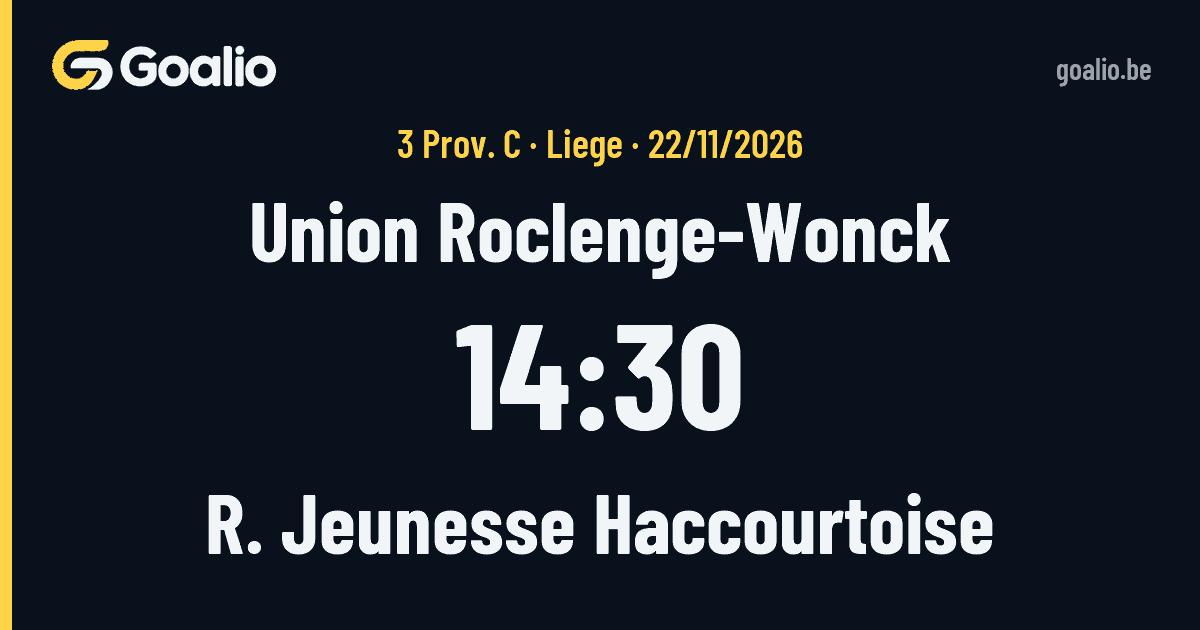 Goalio
goalio.be
3 Prov. C · Liege · 22/11/2026
Union Roclenge-Wonck
14:30
R. Jeunesse Haccourtoise